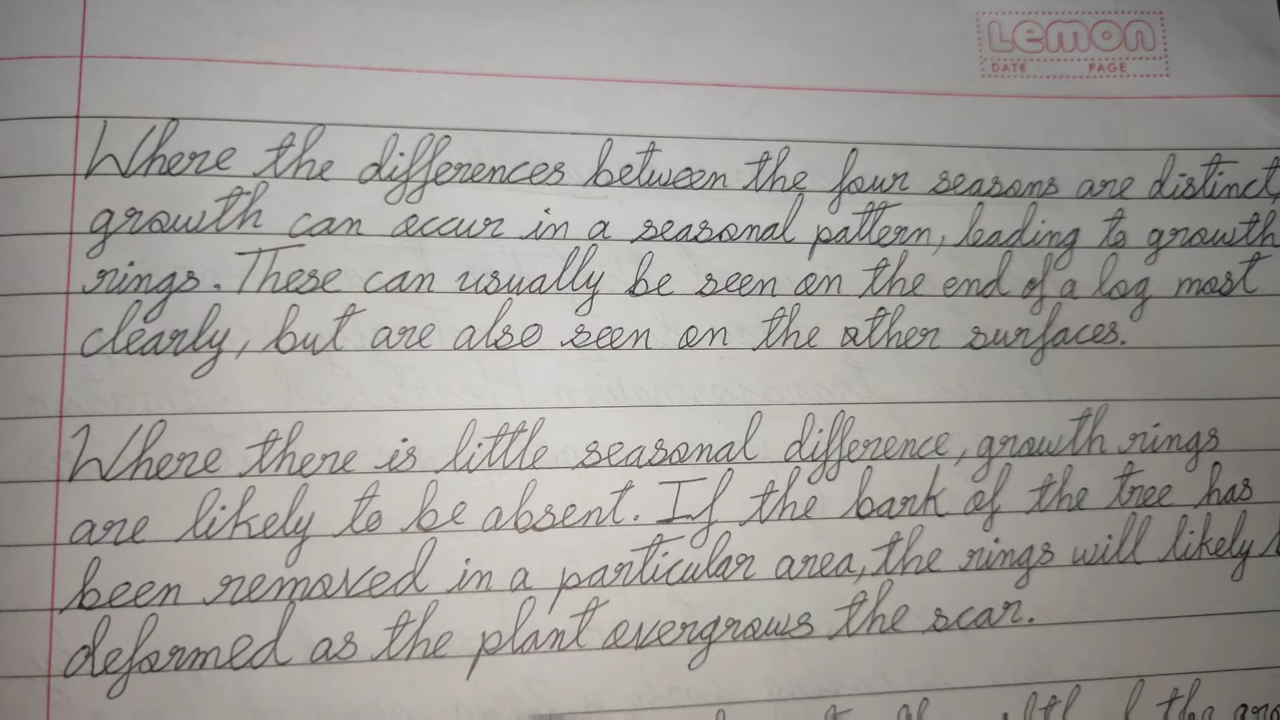 Lemon
DATE PAGE
Where the differences between the four seasons are distinct,
growth can occur in a seasonal pattern, leading to growth
rings. These can usually be seen on the end of a log most
clearly, but are also seen on the other surfaces.
Where there is little seasonal difference, growth rings
are likely to be absent. If the bark of the tree has
been removed in a particular area, the rings will likely
deformed as the plant overgrows the scar.
the